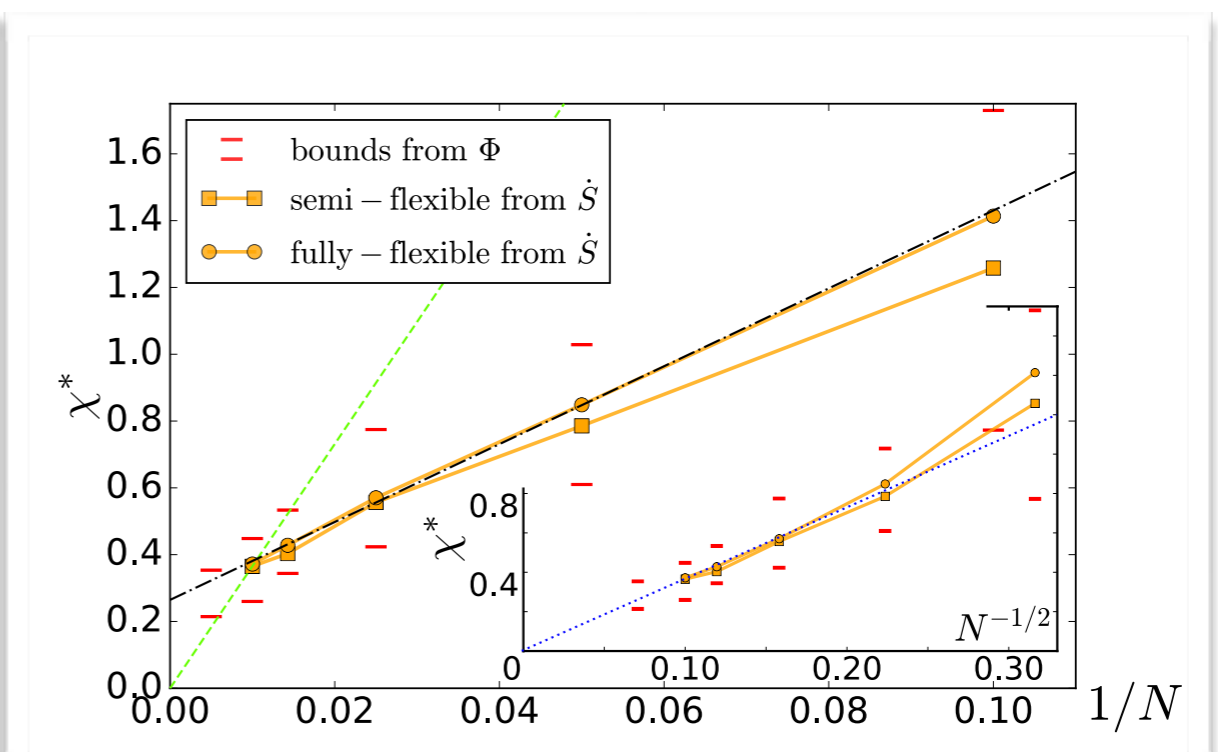 bounds from Φ
semi – flexible from Ṡ
fully – flexible from Ṡ
1.6
1.4
1.2
1.0
0.8
0.6
0.4
0.2
0.0
χ*
0.00 0.02 0.04 0.06 0.08 0.10 1/N
χ*
0.8
0.4
0 0.10 0.20 0.30
N^{-1/2}